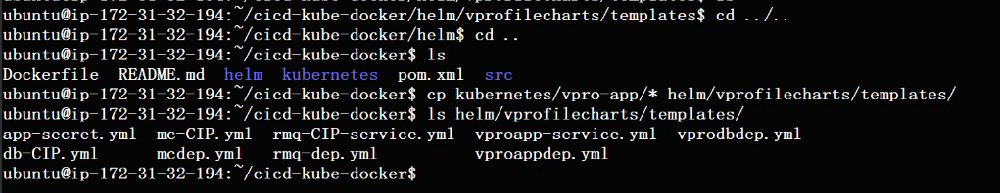 ubuntu@ip-172-31-32-194:~/cicd-kube-docker/helm/vprofilecharts/templates$ cd ../..
ubuntu@ip-172-31-32-194:~/cicd-kube-docker/helm$ cd ..
ubuntu@ip-172-31-32-194:~/cicd-kube-docker$ ls
Dockerfile  README.md  helm  kubernetes  pom.xml  src
ubuntu@ip-172-31-32-194:~/cicd-kube-docker$ cp kubernetes/vpro-app/* helm/vprofilecharts/templates/
ubuntu@ip-172-31-32-194:~/cicd-kube-docker$ ls helm/vprofilecharts/templates/
app-secret.yml  mc-CIP.yml  rmq-CIP-service.yml  vproapp-service.yml  vprodbdep.yml
db-CIP.yml      mcdep.yml   rmq-dep.yml          vproappdep.yml
ubuntu@ip-172-31-32-194:~/cicd-kube-docker$